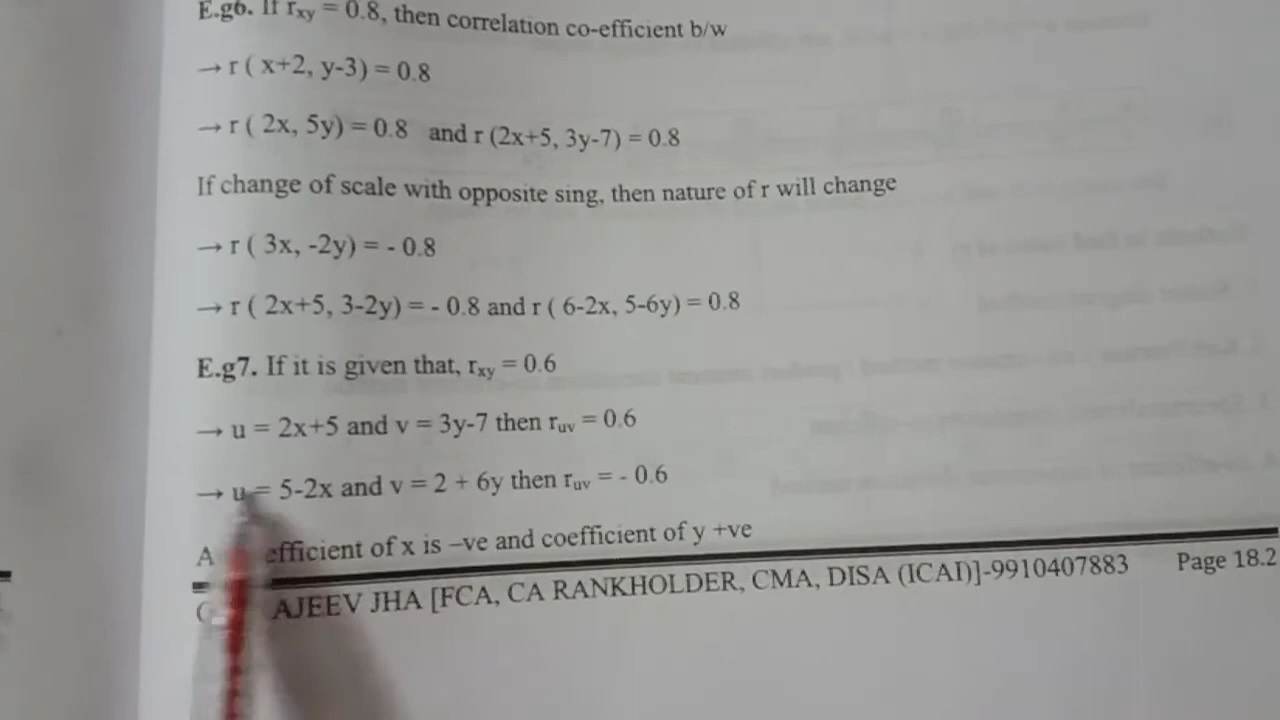 E.g6. If rxy = 0.8, then correlation co-efficient b/w
→ r ( x+2, y-3) = 0.8
→ r ( 2x, 5y) = 0.8 and r (2x+5, 3y-7) = 0.8
If change of scale with opposite sing, then nature of r will change
→ r ( 3x, -2y) = - 0.8
→ r ( 2x+5, 3-2y) = - 0.8 and r ( 6-2x, 5-6y) = 0.8
E.g7. If it is given that, rxy = 0.6
→ u = 2x+5 and v = 3y-7 then ruv = 0.6
→ u = 5-2x and v = 2 + 6y then ruv = - 0.6
efficient of x is –ve and coefficient of y +ve
AJEEV JHA [FCA, CA RANKHOLDER, CMA, DISA (ICAI)]-9910407883 Page 18.2